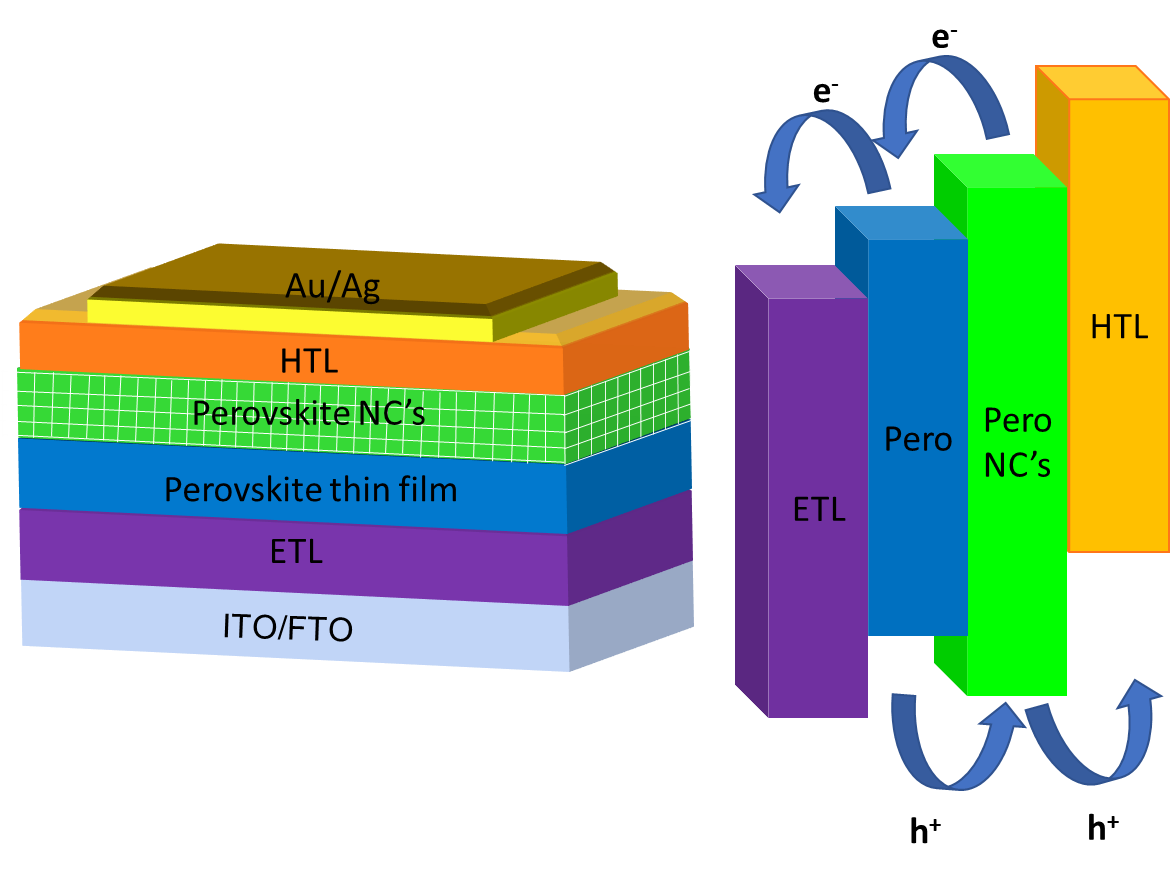 Au/Ag
HTL
Perovskite NC's
Perovskite thin film
ETL
ITO/FTO
e-
e-
HTL
Pero
NC's
Pero
ETL
h+
h+